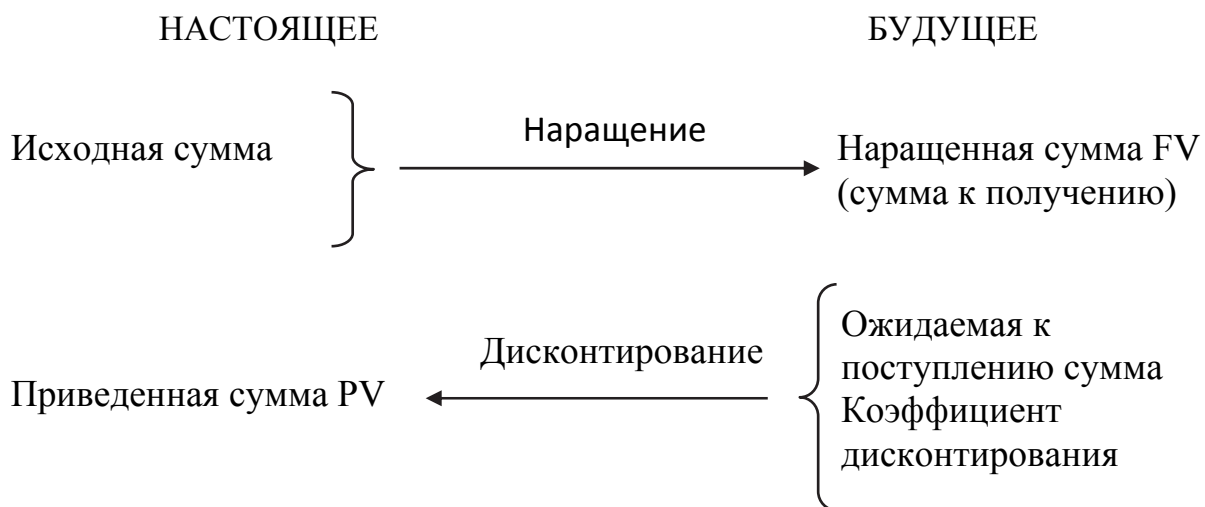 НАСТОЯЩЕЕ
БУДУЩЕЕ
Исходная сумма
Наращение
Наращенная сумма FV
(сумма к получению)
Приведенная сумма PV
Дисконтирование
Ожидаемая к
поступлению сумма
Коэффициент
дисконтирования